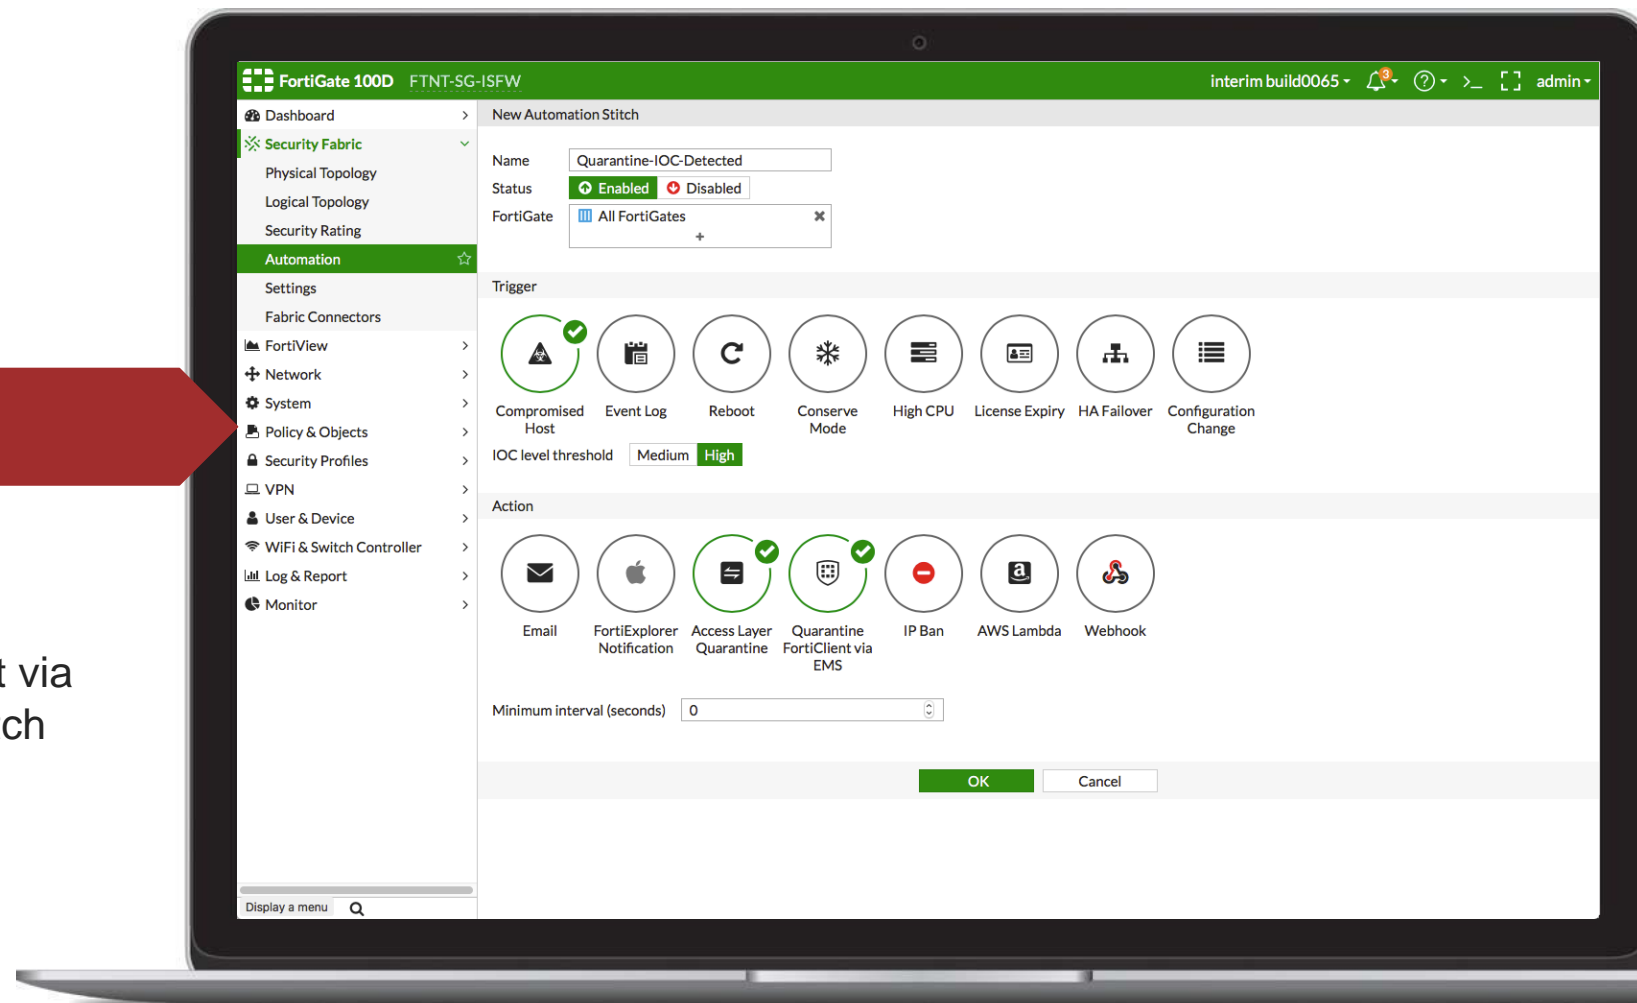 FortiGate 100D FTNT-SG-ISFW
interim build0065
3
?
>_
admin
Dashboard
Security Fabric
Physical Topology
Logical Topology
Security Rating
Automation
Settings
Fabric Connectors
FortiView
Network
System
Policy & Objects
Security Profiles
VPN
User & Device
WiFi & Switch Controller
Log & Report
Monitor
Display a menu
New Automation Stitch
Name Quarantine-IOC-Detected
Status Enabled Disabled
FortiGate All FortiGates
+
Trigger
Compromised
Host
Event Log
Reboot
Conserve
Mode
High CPU
License Expiry
HA Failover
Configuration
Change
IOC level threshold Medium High
Action
Email
FortiExplorer
Notification
Access Layer
Quarantine
Quarantine
FortiClient via
EMS
IP Ban
AWS Lambda
Webhook
Minimum interval (seconds) 0
OK Cancel
via